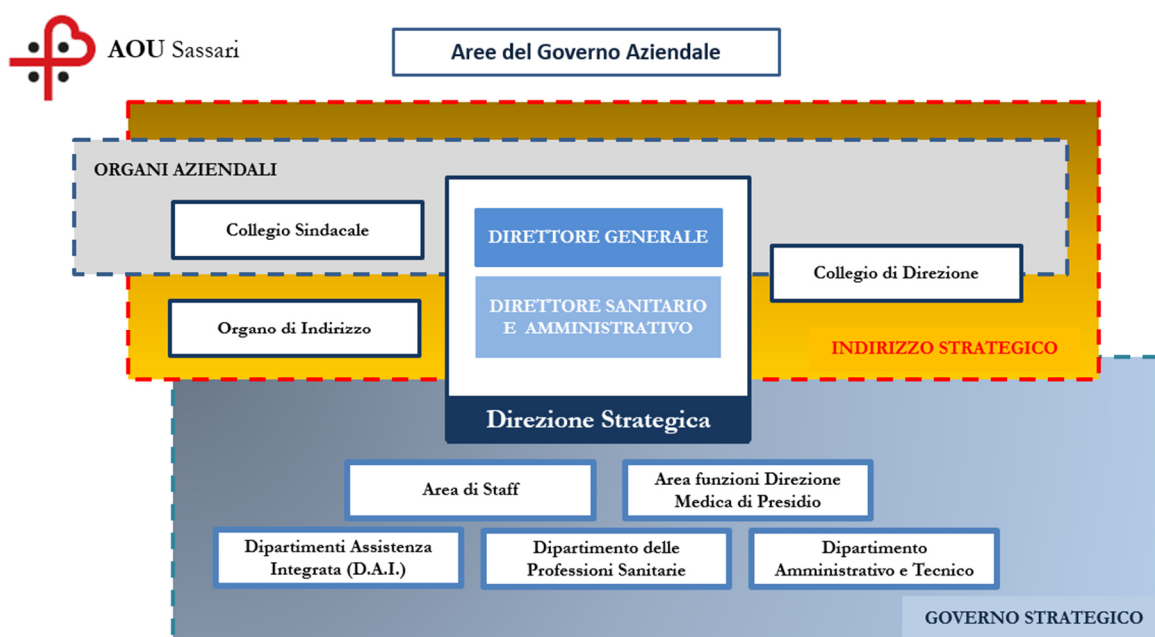 AOU Sassari
Aree del Governo Aziendale
ORGANI AZIENDALI
Collegio Sindacale
DIRETTORE GENERALE
Collegio di Direzione
DIRETTORE SANITARIO
E AMMINISTRATIVO
Organo di Indirizzo
INDIRIZZO STRATEGICO
Direzione Strategica
Area di Staff
Area funzioni Direzione
Medica di Presidio
Dipartimenti Assistenza
Integrata (D.A.I.)
Dipartimento delle
Professioni Sanitarie
Dipartimento
Amministrativo e Tecnico
GOVERNO STRATEGICO